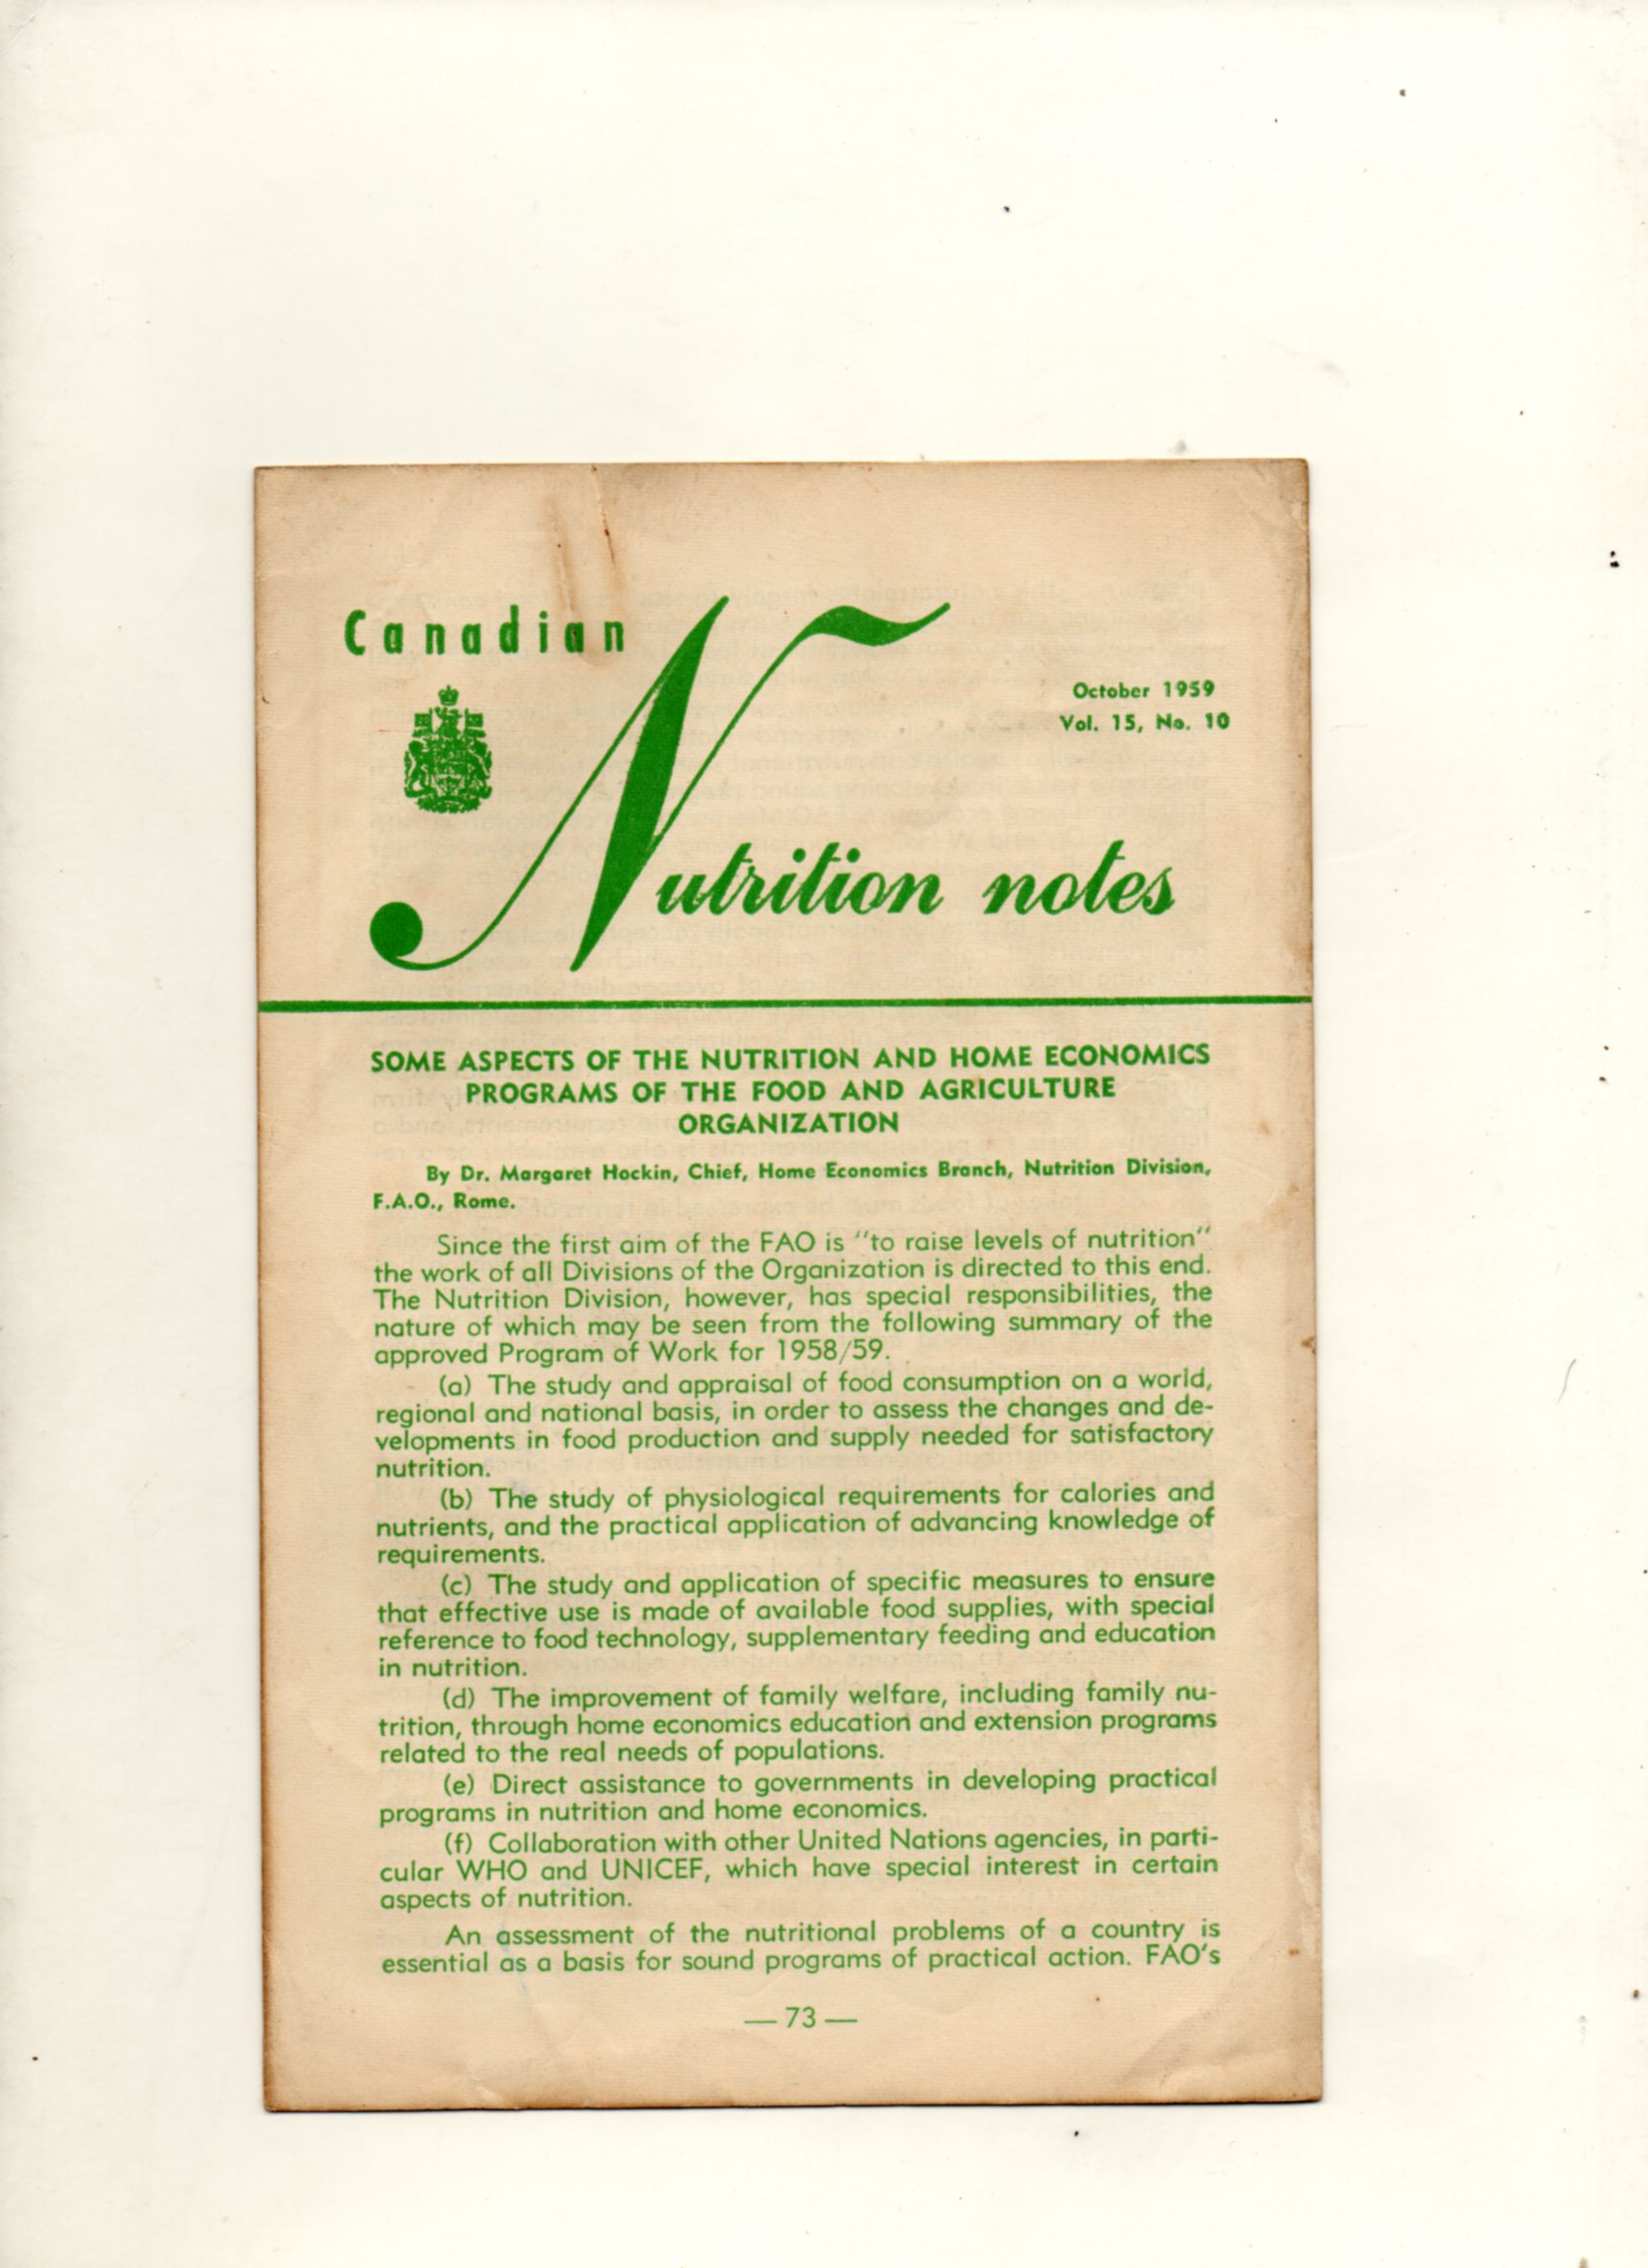 Canadian
October 1959
Vol. 15, No. 10
Nutrition notes
SOME ASPECTS OF THE NUTRITION AND HOME ECONOMICS
PROGRAMS OF THE FOOD AND AGRICULTURE
ORGANIZATION
By Dr. Margaret Hockin, Chief, Home Economics Branch, Nutrition Division,
F.A.O., Rome.
Since the first aim of the FAO is "to raise levels of nutrition"
the work of all Divisions of the Organization is directed to this end.
The Nutrition Division, however, has special responsibilities, the
nature of which may be seen from the following summary of the
approved Program of Work for 1958/59.
(a) The study and appraisal of food consumption on a world,
regional and national basis, in order to assess the changes and de-
velopments in food production and supply needed for satisfactory
nutrition.
(b) The study of physiological requirements for calories and
nutrients, and the practical application of advancing knowledge of
requirements.
(c) The study and application of specific measures to ensure
that effective use is made of available food supplies, with special
reference to food technology, supplementary feeding and education
in nutrition.
(d) The improvement of family welfare, including family nu-
trition, through home economics education and extension programs
related to the real needs of populations.
(e) Direct assistance to governments in developing practical
programs in nutrition and home economics.
(f) Collaboration with other United Nations agencies, in parti-
cular WHO and UNICEF, which have special interest in certain
aspects of nutrition.
An assessment of the nutritional problems of a country is
essential as a basis for sound programs of practical action. FAO's
— 73 —